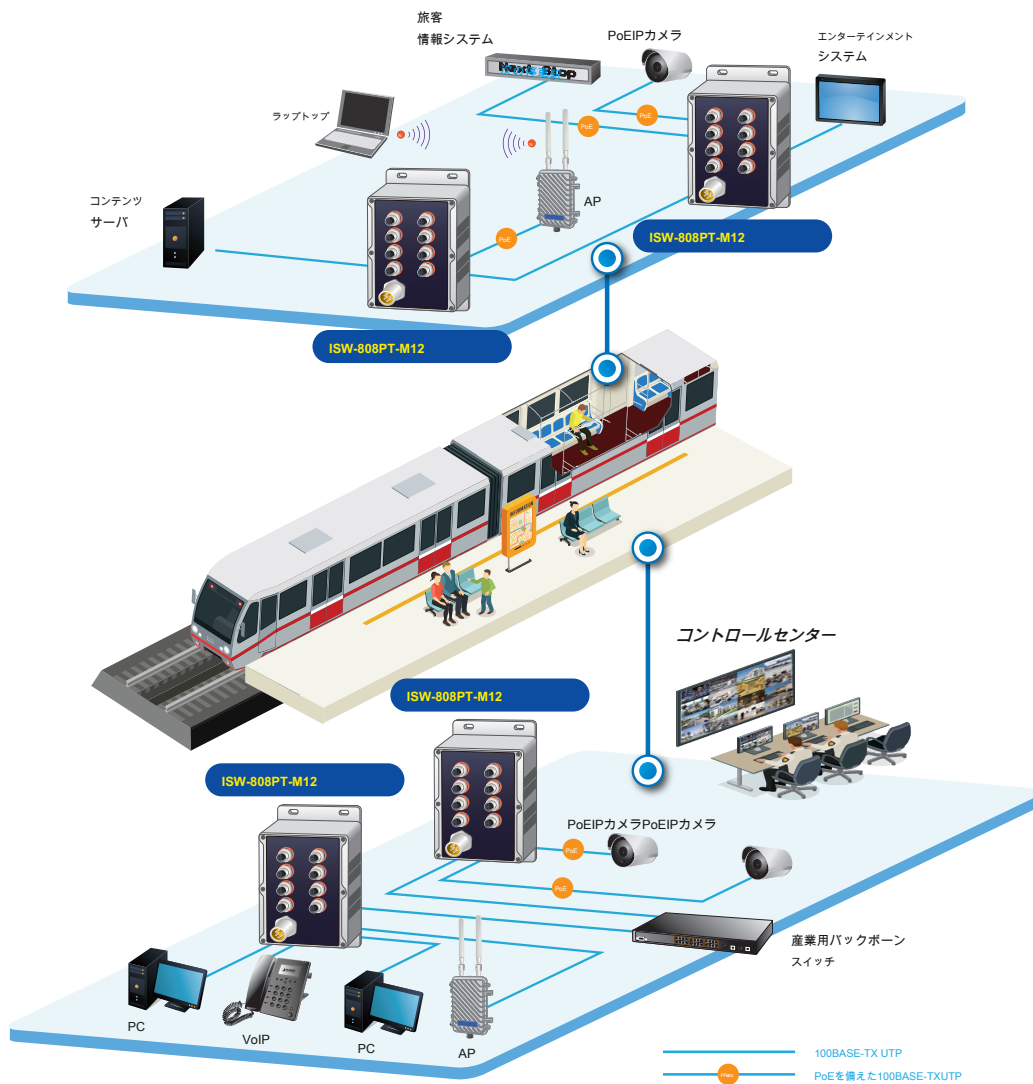 旅客
情報システム
PoEIPカメラ
エンターテインメント
システム
Next Stop
ラップトップ
PoE
PoE
コンテンツ
サーバ
AP
PoE
ISW-808PT-M12
ISW-808PT-M12
INFORMATION
コントロールセンター
ISW-808PT-M12
ISW-808PT-M12
PoEIPカメラPoEIPカメラ
PoE
PoE
産業用バックボーン
スイッチ
PC
VoIP
PC
AP
100BASE-TX UTP
PoEを備えた100BASE-TXUTP